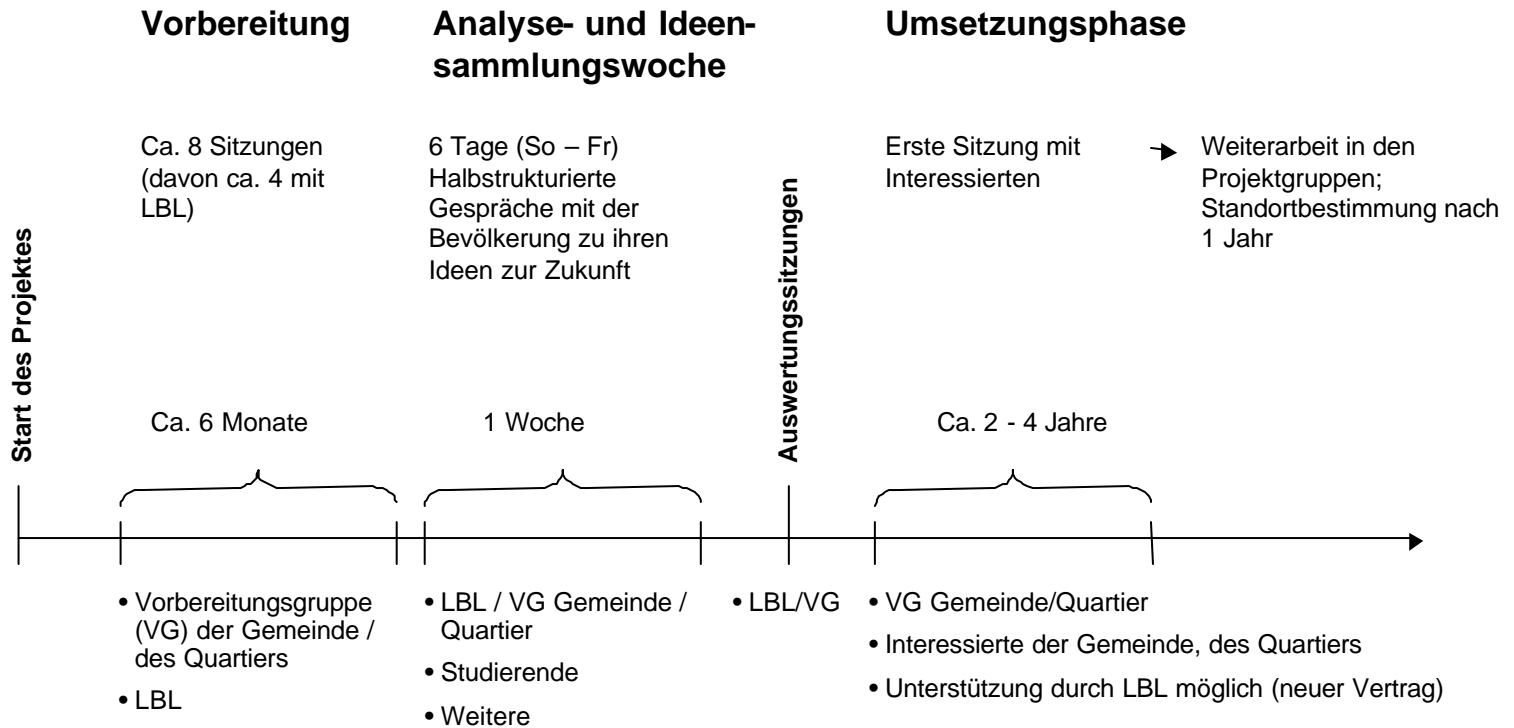 Vorbereitung
Analyse- und Ideen-
sammlungswoche
Umsetzungsphase
Ca. 8 Sitzungen
(davon ca. 4 mit
LBL)
6 Tage (So – Fr)
Halbstrukturierte
Gespräche mit der
Bevölkerung zu ihren
Ideen zur Zukunft
Erste Sitzung mit
Interessierten
Weiterarbeit in den
Projektgruppen;
Standortbestimmung nach
1 Jahr
Start des Projektes
Auswertungssitzungen
Ca. 6 Monate
1 Woche
Ca. 2 - 4 Jahre
• Vorbereitungsgruppe
(VG) der Gemeinde /
des Quartiers
• LBL
• LBL / VG Gemeinde /
Quartier
• Studierende
• Weitere
• LBL/VG
• VG Gemeinde/Quartier
• Interessierte der Gemeinde, des Quartiers
• Unterstützung durch LBL möglich (neuer Vertrag)